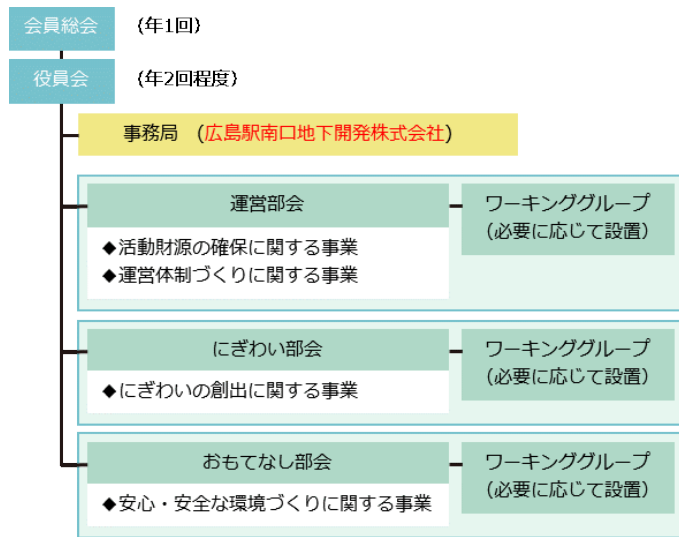 会員総会 (年1回)
役員会 (年2回程度)
事務局 (広島駅南口地下開発株式会社)
運営部会
◆活動財源の確保に関する事業
◆運営体制づくりに関する事業
ワーキンググループ
(必要に応じて設置)
にぎわい部会
◆にぎわいの創出に関する事業
ワーキンググループ
(必要に応じて設置)
おもてなし部会
◆安心・安全な環境づくりに関する事業
ワーキンググループ
(必要に応じて設置)